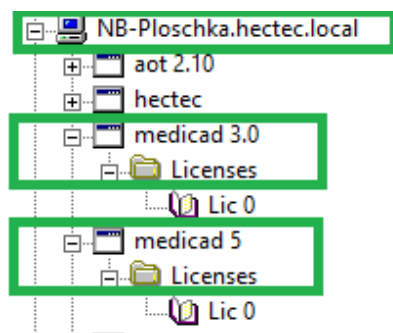 NB-Ploschka.hectec.local
aot 2.10
hectec
medicad 3.0
Licenses
Lic 0
medicad 5
Licenses
Lic 0